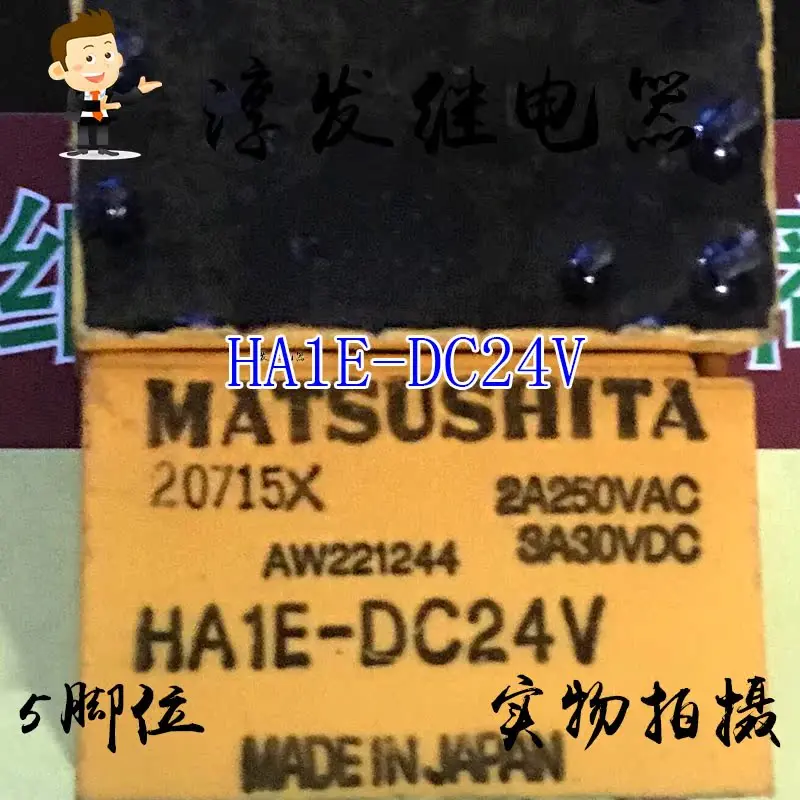 淳发继电器
HA1E-DC24V
MATSUSHITA
20715X
2A250VAC
3A30VDC
AW221244
HA1E-DC24V
5脚位
实物拍摄
MADE IN JAPAN